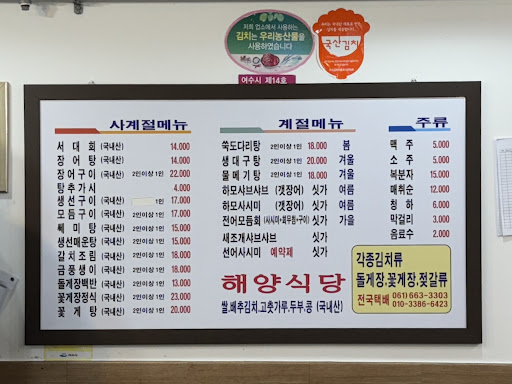 저희 업소에서 사용하는
김치는 우리농산물을
사용하였습니다
여수시 제14호
국산김치
사계절메뉴
서 대 회 (국내산) 14.000
장 어 탕 (국내산) 14.000
장어구이 (국내산) 2인이상 1인 22.000
탕추가시 4.000
생선구이 1인 17.000
모듬구이 (국내산) 2인이상 1인 17.000
쎄 미 탕 (국내산) 2인이상 1인 15.000
생선매운탕 (국내산) 2인이상 1인 15.000
갈치조림 (국내산) 2인이상 1인 18.000
금풍생이 (국내산) 2인이상 1인 18.000
돌게장백반 (국내산) 2인이상 1인 13.000
꽃게장정식 (국내산) 2인이상 1인 23.000
꽃 게 탕 (국내산) 2인이상 1인 20.000
계절메뉴
쑥도다리탕 2인이상 1인 18.000 봄
생대구탕 2인이상 1인 20.000 겨울
물메기탕 2인이상 1인 18.000 겨울
하모샤브샤브 (갯장어) 싯가 여름
하모사시미 (갯장어) 싯가 여름
전어모듬회 (사시미+회무침+구이) 싯가 가을
새조개샤브샤브 싯가
선어사시미 예약제 싯가
해양식당
쌀,배추김치,고춧가루,두부,콩 (국내산)
주류
맥 주 5.000
소 주 5.000
복분자 15.000
매취순 12.000
청 하 6.000
막걸리 3.000
음료수 2.000
각종김치류
돌게장,꽃게장,젓갈류
전국택배 061) 663-3303
010-3386-6423